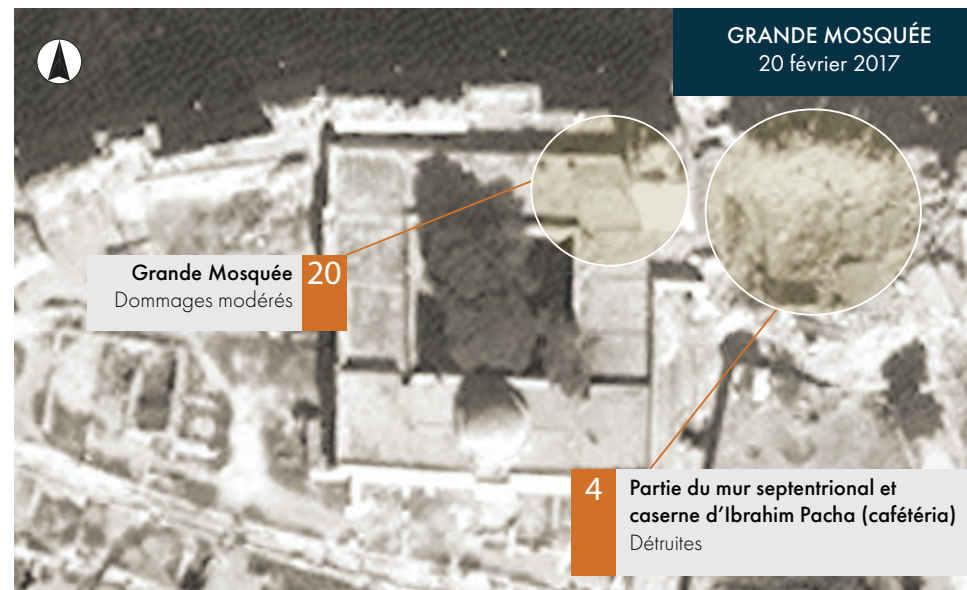 GRANDE MOSQUÉE
20 février 2017
Grande Mosquée
Dommages modérés
20
4
Partie du mur septentrional et
caserne d’Ibrahim Pacha (cafétéria)
Détruites